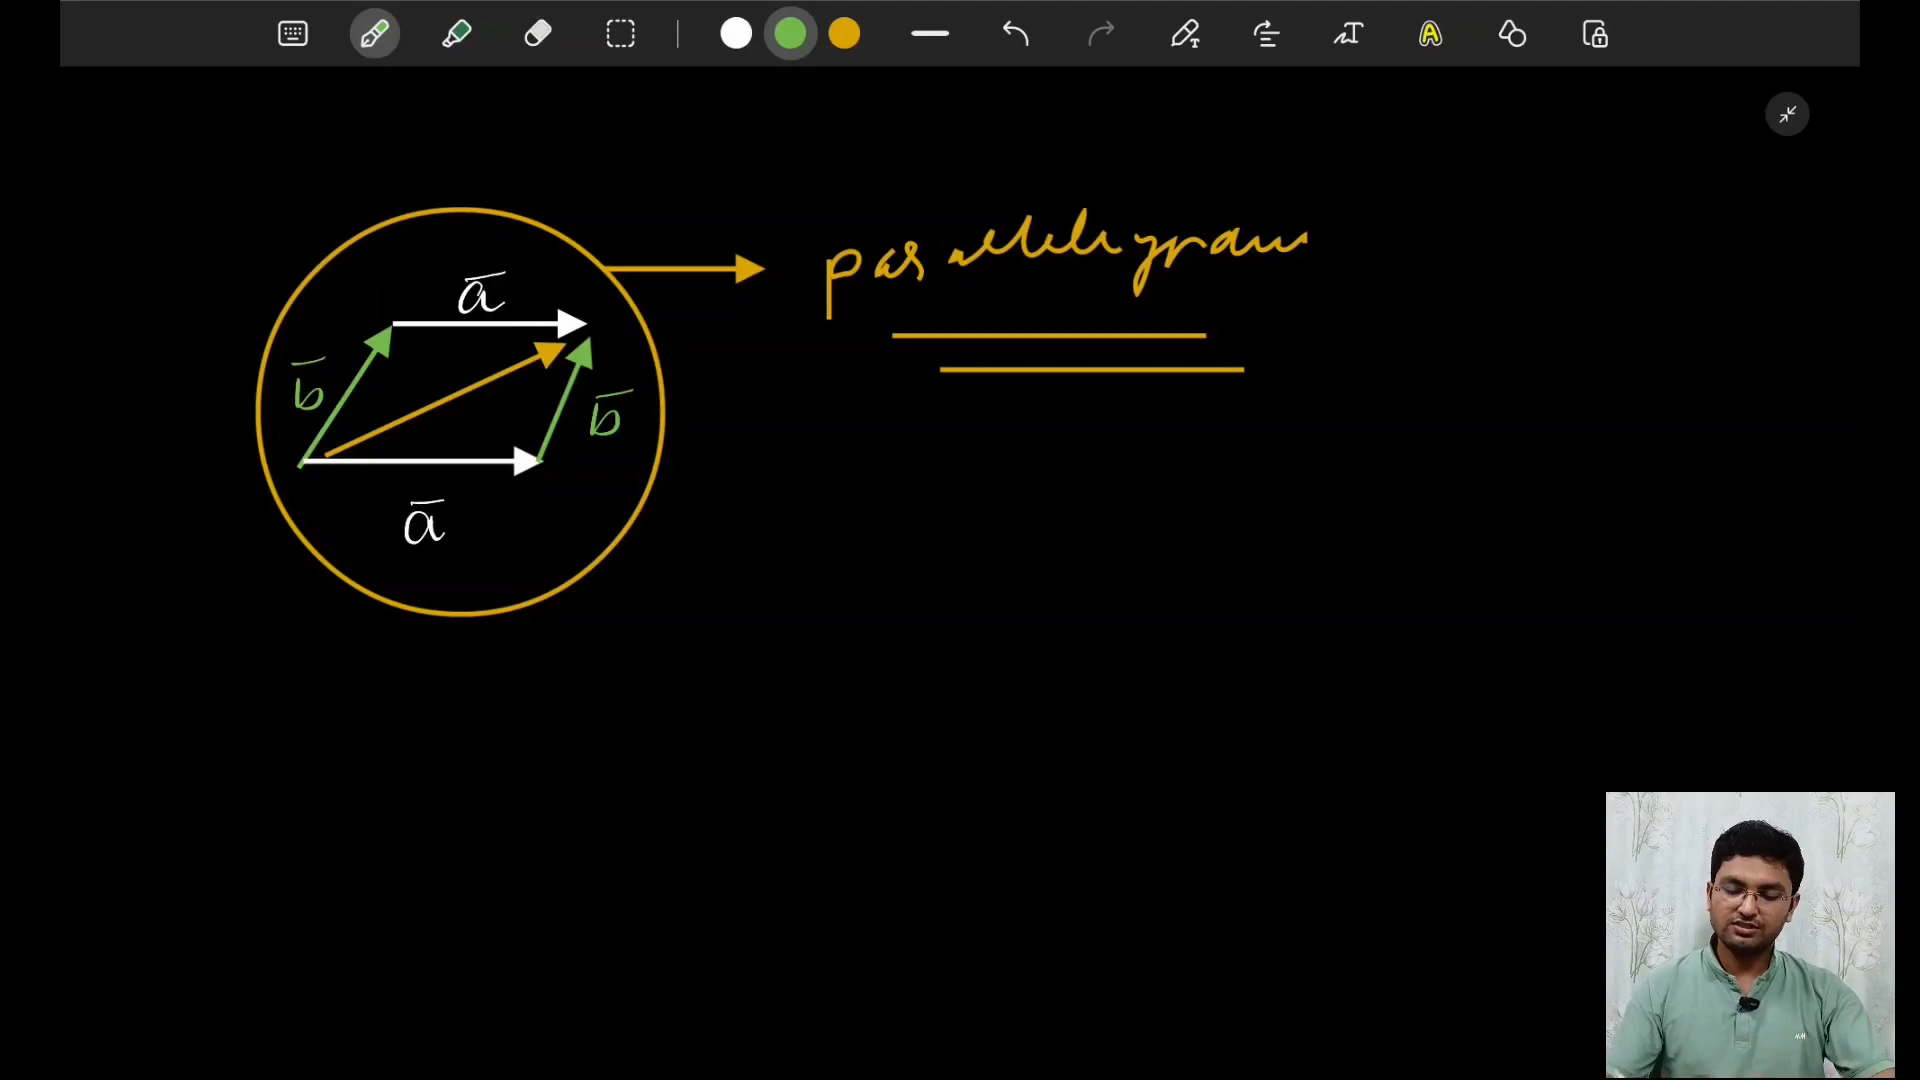 parallelogram
a̅
b̅
b̅
a̅